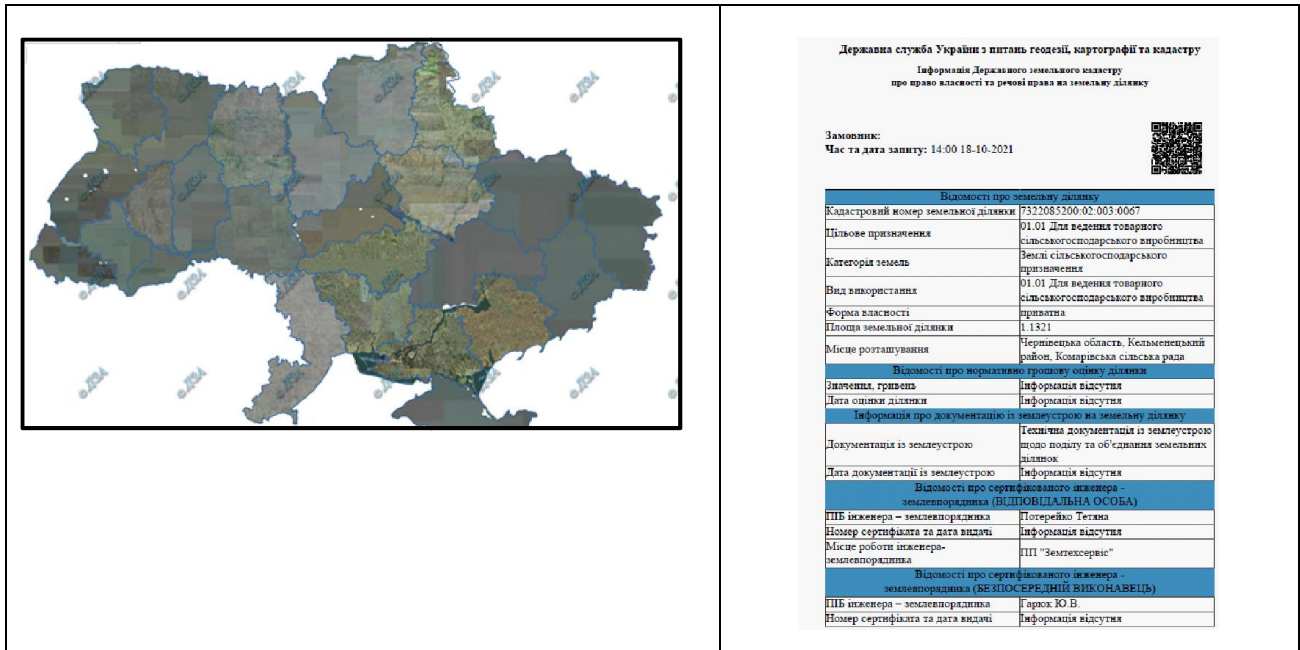 Державна служба України з питань геодезії, картографії та кадастру
Інформація Державного земельного кадастру
про право власності та речові права на земельну ділянку
Замовник:
Час та дата запиту: 14:00 18-10-2021
Відомості про земельну ділянку
Кадастровий номер земельної ділянки 7322085200:02:003:0067
Цільове призначення 01.01 Для ведення товарного
сільськогосподарського виробництва
Категорія земель Землі сільськогосподарського
призначення
Вид використання 01.01 Для ведення товарного
сільськогосподарського виробництва
Форма власності приватна
Площа земельної ділянки 1.1321
Місце розташування Чернівецька область, Кельменецький
район, Комарівська сільська рада
Відомості про нормативно грошову оцінку ділянки
Значення, гривень Інформація відсутня
Дата оцінки ділянки Інформація відсутня
Інформація про документацію із землеустрою на земельну ділянку
Документація із землеустрою Технічна документація із землеустрою
щодо поділу та об'єднання земельних
ділянок
Дата документації із землеустрою Інформація відсутня
Відомості про сертифікованого інженера -
землевпорядника (ВІДПОВІДАЛЬНА ОСОБА)
ПІБ інженера – землевпорядника Потерейко Тетяна
Номер сертифіката та дата видачі Інформація відсутня
Місце роботи інженера-
землевпорядника ПП "Земтехсервіс"
Відомості про сертифікованого інженера -
землевпорядника (БЕЗПОСЕРЕДНІЙ ВИКОНАВЕЦЬ)
ПІБ інженера – землевпорядника Гарюк Ю.В.
Номер сертифіката та дата видачі Інформація відсутня